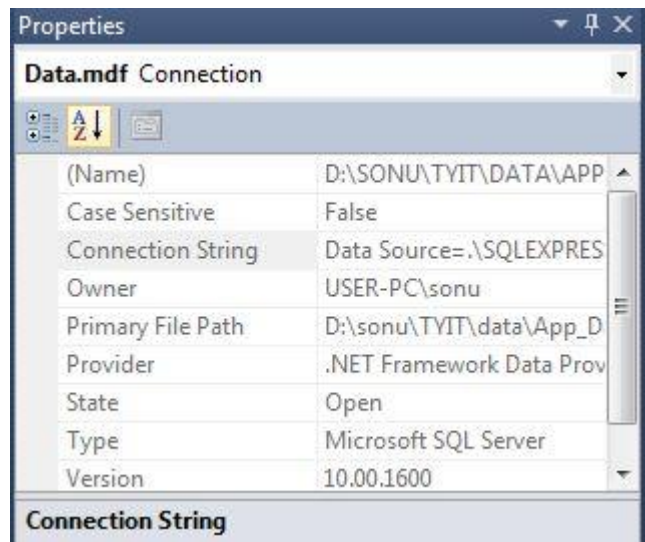 Properties
Data.mdf Connection
A Z
(Name) D:\SONU\TYIT\DATA\APP
Case Sensitive False
Connection String Data Source=.\SQLEXPRES
Owner USER-PC\sonu
Primary File Path D:\sonu\TYIT\data\App_D
Provider .NET Framework Data Prov
State Open
Type Microsoft SQL Server
Version 10.00.1600
Connection String